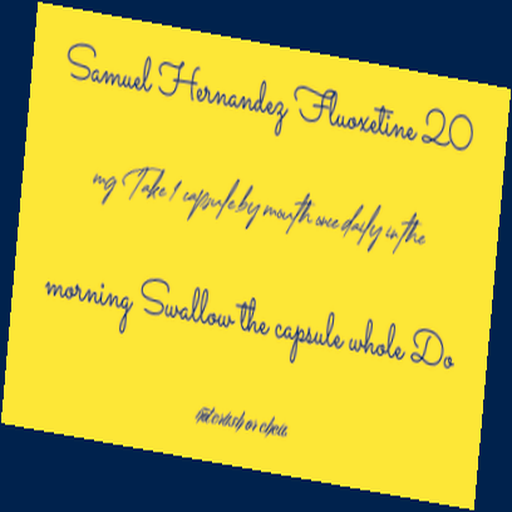 Samuel Hernandez Fluoxetine 20
mg Take 1 capsule by mouth once daily in the
morning Swallow the capsule whole Do
not crush or chew